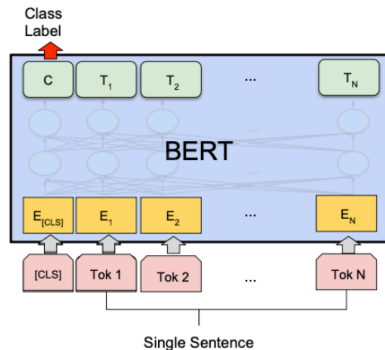 Class
Label
C T1 T2 ... TN
...
BERT
...
E[CLS] E1 E2 ... EN
[CLS] Tok 1 Tok 2 ... Tok N
Single Sentence